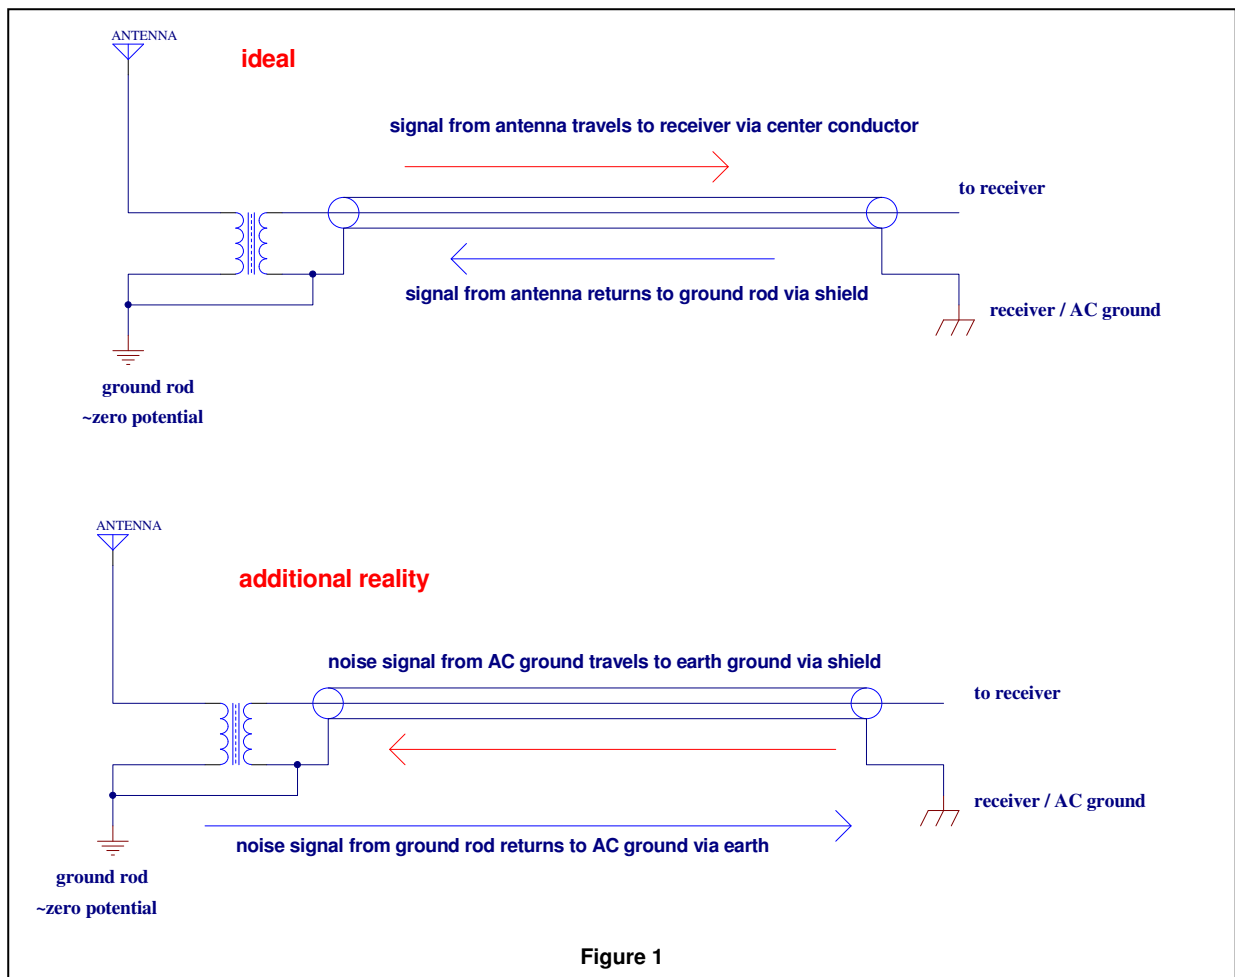 ANTENNA
ideal
signal from antenna travels to receiver via center conductor
to receiver
signal from antenna returns to ground rod via shield
receiver / AC ground
ground rod
~zero potential
ANTENNA
additional reality
noise signal from AC ground travels to earth ground via shield
to receiver
receiver / AC ground
noise signal from ground rod returns to AC ground via earth
ground rod
~zero potential
Figure 1